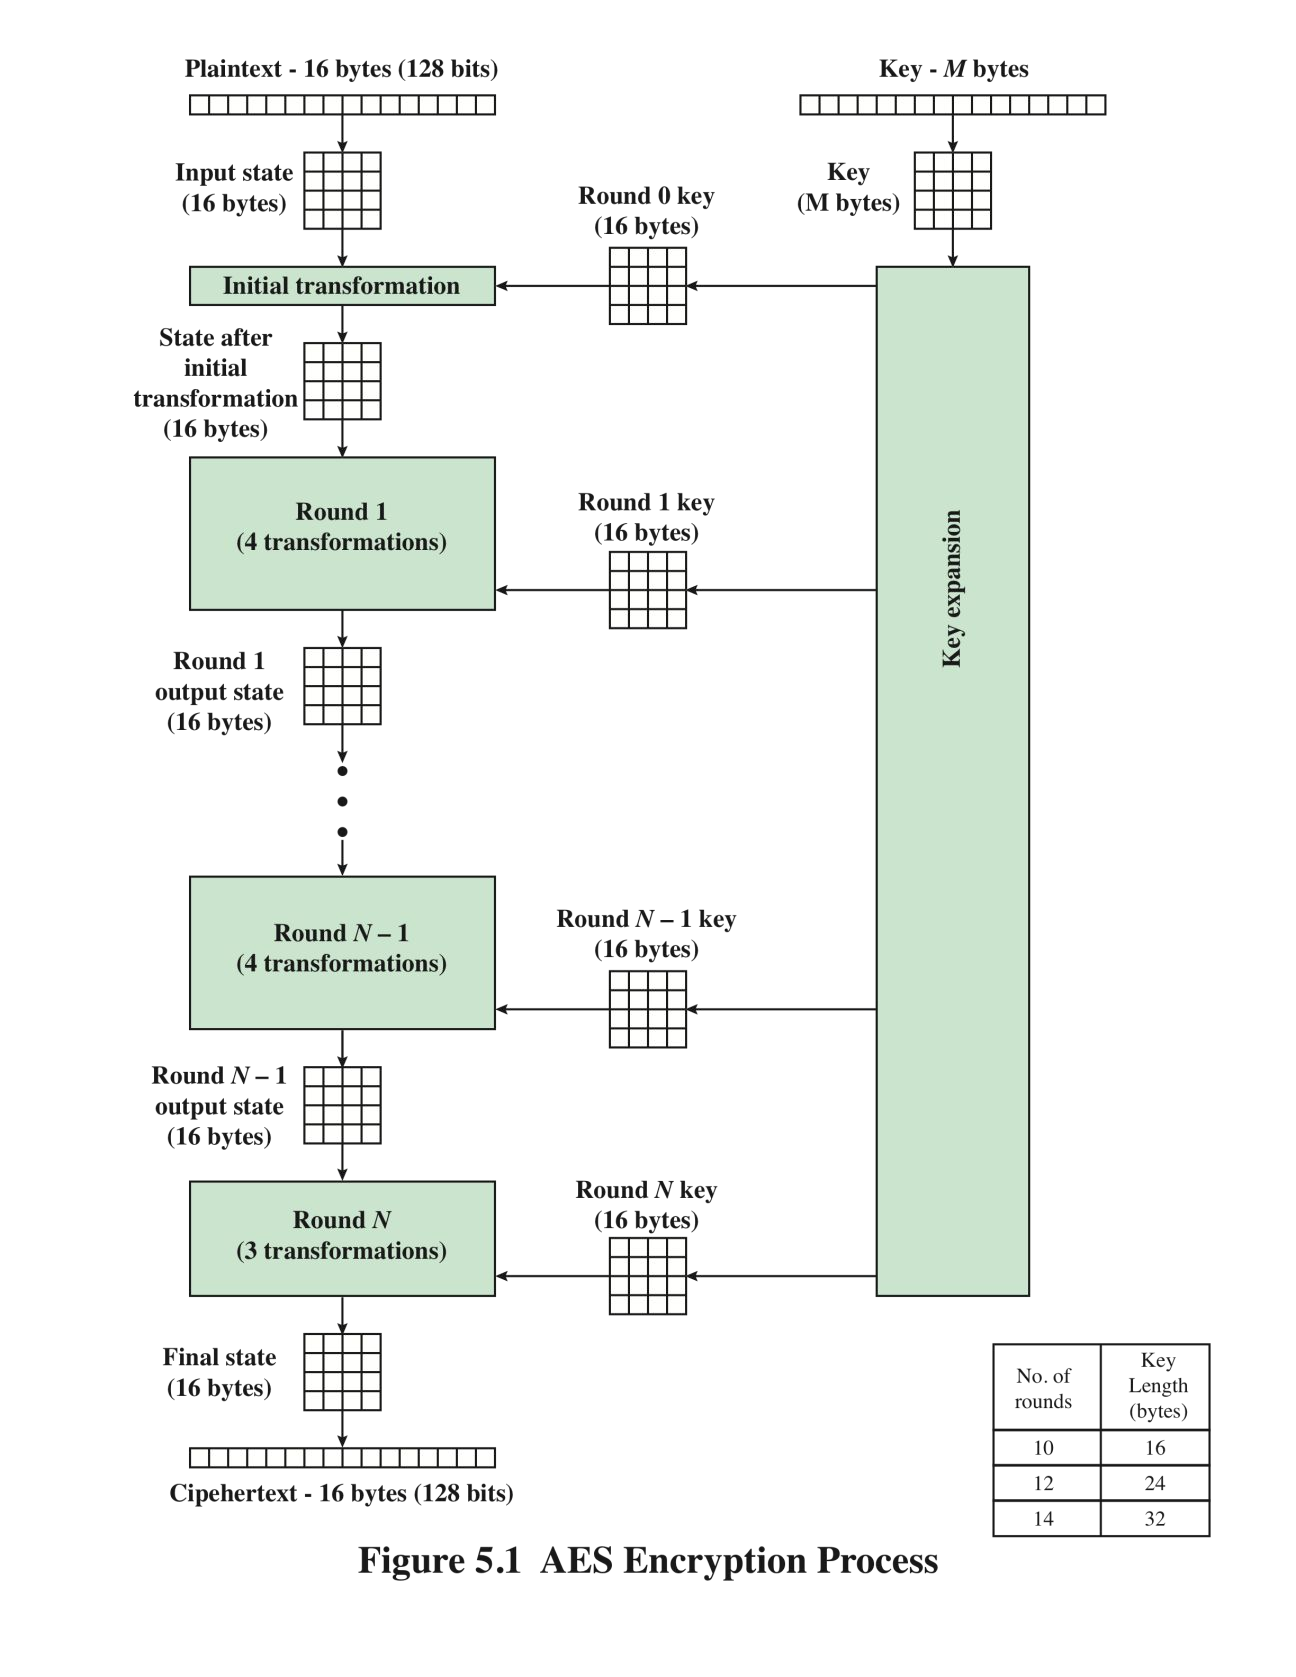 Plaintext - 16 bytes (128 bits)
Key - M bytes
Input state
(16 bytes)
Key
(M bytes)
Round 0 key
(16 bytes)
Initial transformation
State after
initial
transformation
(16 bytes)
Round 1
(4 transformations)
Round 1 key
(16 bytes)
Key expansion
Round 1
output state
(16 bytes)
Round N – 1
(4 transformations)
Round N – 1 key
(16 bytes)
Round N – 1
output state
(16 bytes)
Round N
(3 transformations)
Round N key
(16 bytes)
Final state
(16 bytes)
Cipehertext - 16 bytes (128 bits)
No. of
rounds
Key
Length
(bytes)
10 16
12 24
14 32
Figure 5.1 AES Encryption Process